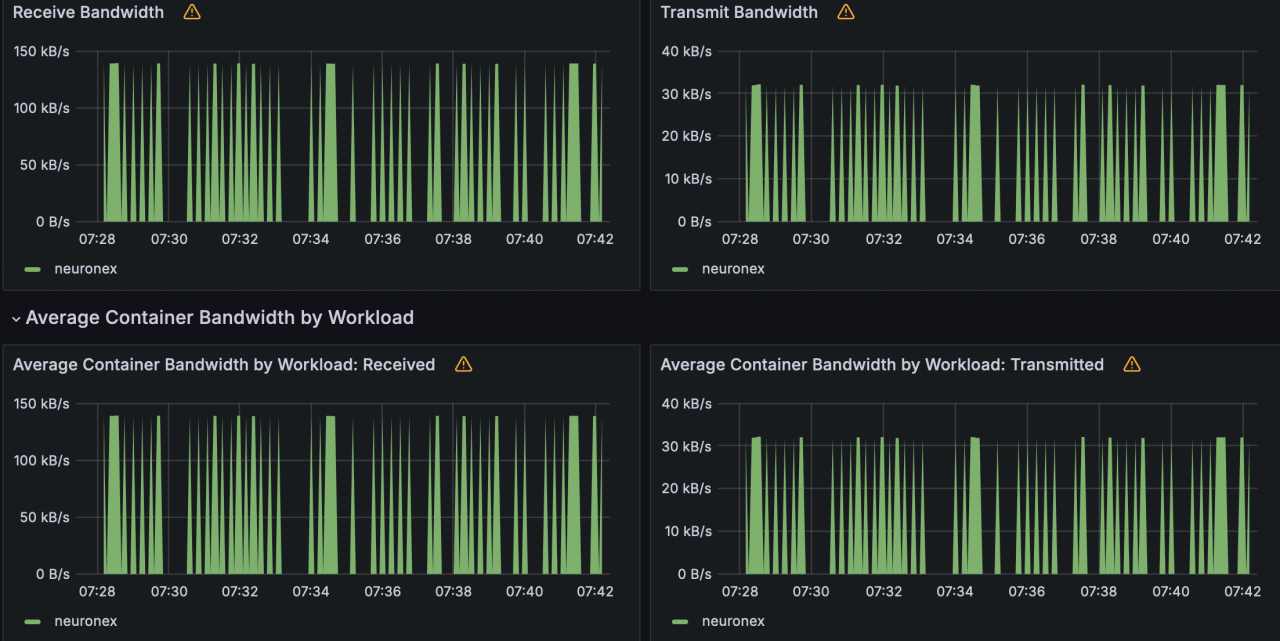 Receive Bandwidth
Transmit Bandwidth
150 kB/s
100 kB/s
50 kB/s
0 B/s
07:28 07:30 07:32 07:34 07:36 07:38 07:40 07:42
neuronex
40 kB/s
30 kB/s
20 kB/s
10 kB/s
0 B/s
07:28 07:30 07:32 07:34 07:36 07:38 07:40 07:42
neuronex
Average Container Bandwidth by Workload
Average Container Bandwidth by Workload: Received
Average Container Bandwidth by Workload: Transmitted
150 kB/s
100 kB/s
50 kB/s
0 B/s
07:28 07:30 07:32 07:34 07:36 07:38 07:40 07:42
neuronex
40 kB/s
30 kB/s
20 kB/s
10 kB/s
0 B/s
07:28 07:30 07:32 07:34 07:36 07:38 07:40 07:42
neuronex